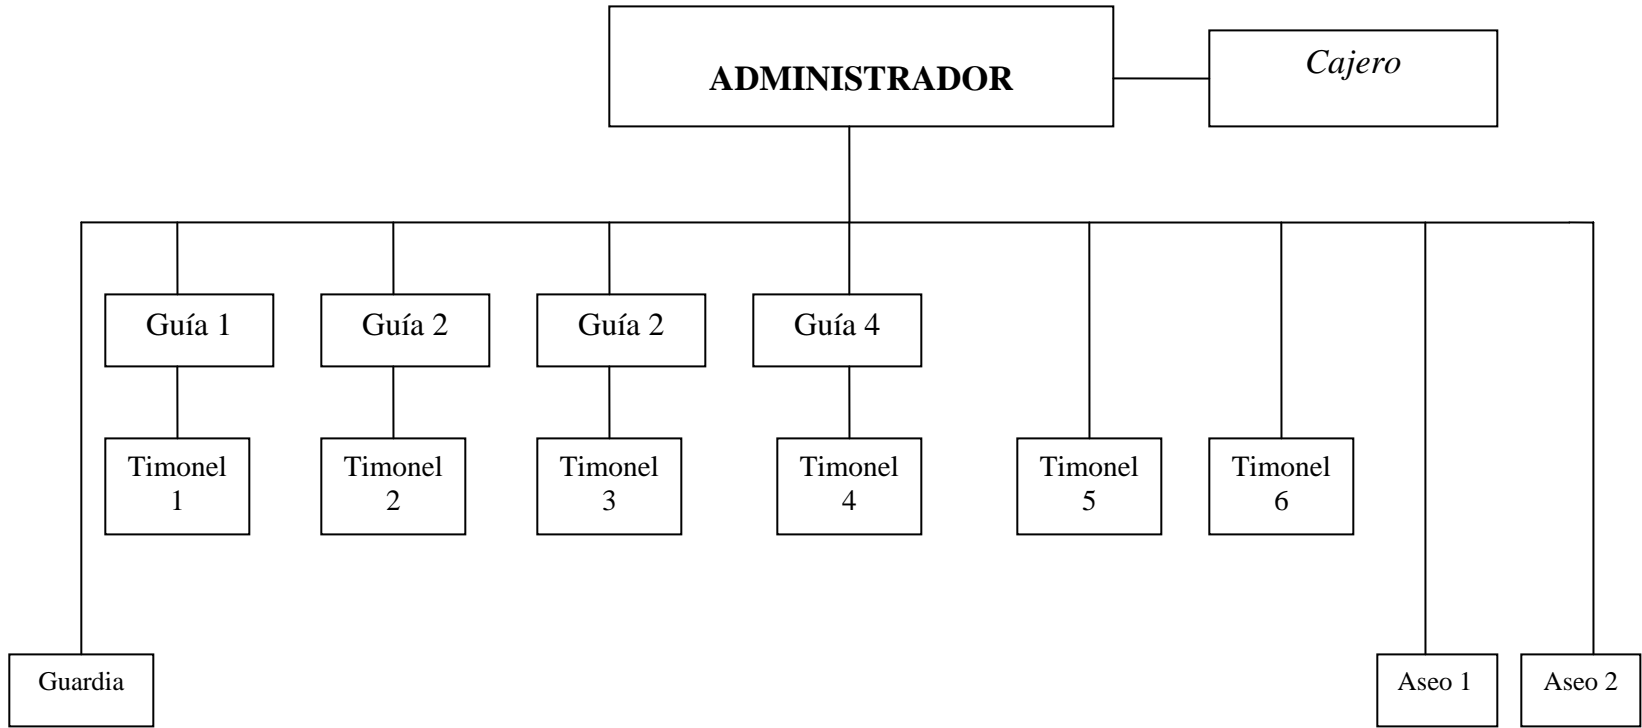 ADMINISTRADOR
Cajero
Guía 1
Guía 2
Guía 2
Guía 4
Timonel
1
Timonel
2
Timonel
3
Timonel
4
Timonel
5
Timonel
6
Guardia
Aseo 1
Aseo 2